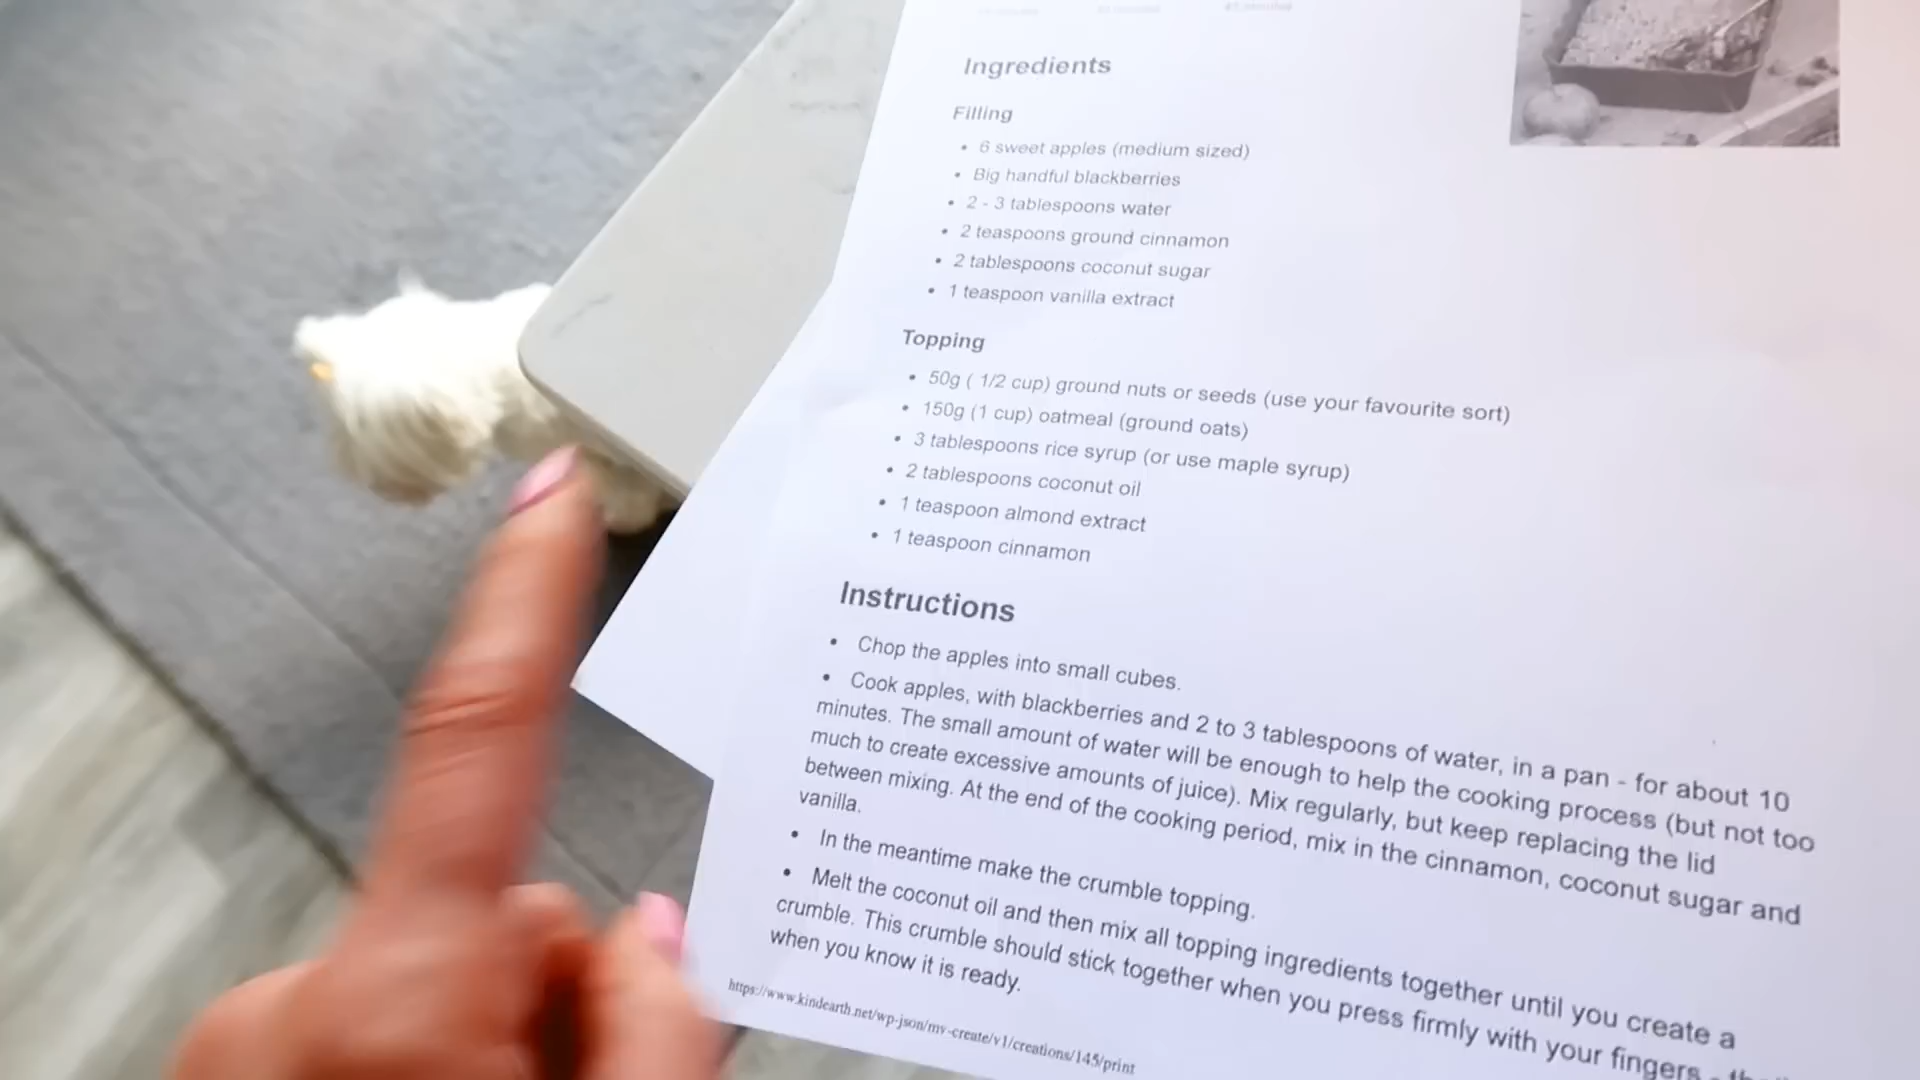 Ingredients
Filling
• 6 sweet apples (medium sized)
• Big handful blackberries
• 2 - 3 tablespoons water
• 2 teaspoons ground cinnamon
• 2 tablespoons coconut sugar
• 1 teaspoon vanilla extract
Topping
• 50g ( 1/2 cup) ground nuts or seeds (use your favourite sort)
• 150g (1 cup) oatmeal (ground oats)
• 3 tablespoons rice syrup (or use maple syrup)
• 2 tablespoons coconut oil
• 1 teaspoon almond extract
• 1 teaspoon cinnamon
Instructions
• Chop the apples into small cubes.
• Cook apples, with blackberries and 2 to 3 tablespoons of water, in a pan - for about 10
minutes. The small amount of water will be enough to help the cooking process (but not too
much to create excessive amounts of juice). Mix regularly, but keep replacing the lid
between mixing. At the end of the cooking period, mix in the cinnamon, coconut sugar and
vanilla.
• In the meantime make the crumble topping.
• Melt the coconut oil and then mix all topping ingredients together until you create a
crumble. This crumble should stick together when you press firmly with your fingers -
when you know it is ready.
https://www.kindearth.net/wp-json/mv-create/v1/creations/145/print